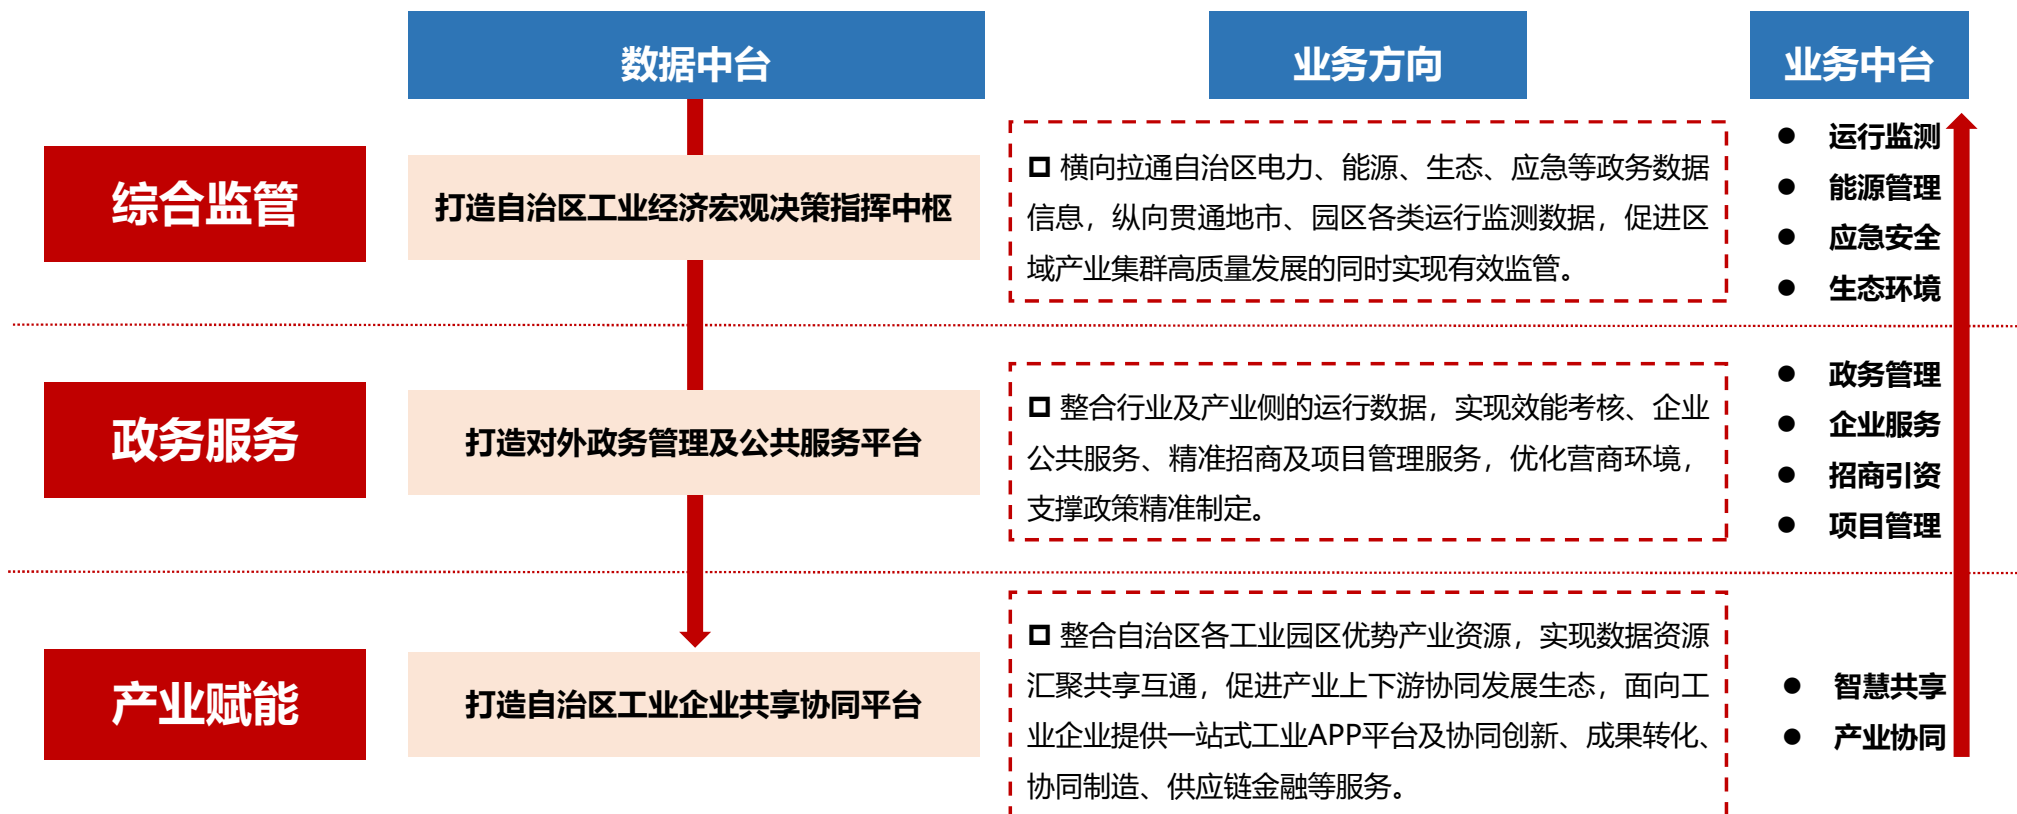 数据中台
业务方向
业务中台
综合监管
打造自治区工业经济宏观决策指挥中枢
横向拉通自治区电力、能源、生态、应急等政务数据
信息，纵向贯通地市、园区各类运行监测数据，促进区
域产业集群高质量发展的同时实现有效监管。
● 运行监测
● 能源管理
● 应急安全
● 生态环境
政务服务
打造对外政务管理及公共服务平台
整合行业及产业侧的运行数据，实现效能考核、企业
公共服务、精准招商及项目管理服务，优化营商环境，
支撑政策精准制定。
● 政务管理
● 企业服务
● 招商引资
● 项目管理
产业赋能
打造自治区工业企业共享协同平台
整合自治区各工业园区优势产业资源，实现数据资源
汇聚共享互通，促进产业上下游协同发展生态，面向工
业企业提供一站式工业APP平台及协同创新、成果转化、
协同制造、供应链金融等服务。
● 智慧共享
● 产业协同